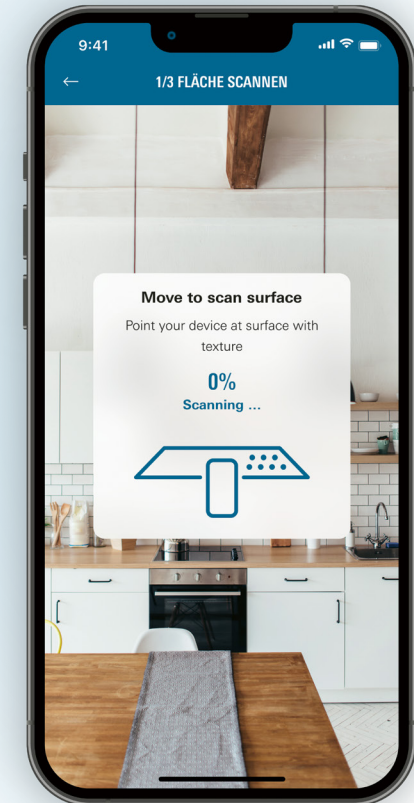 9:41
1/3 FLÄCHE SCANNEN
Move to scan surface
Point your device at surface with
texture
0%
Scanning ...